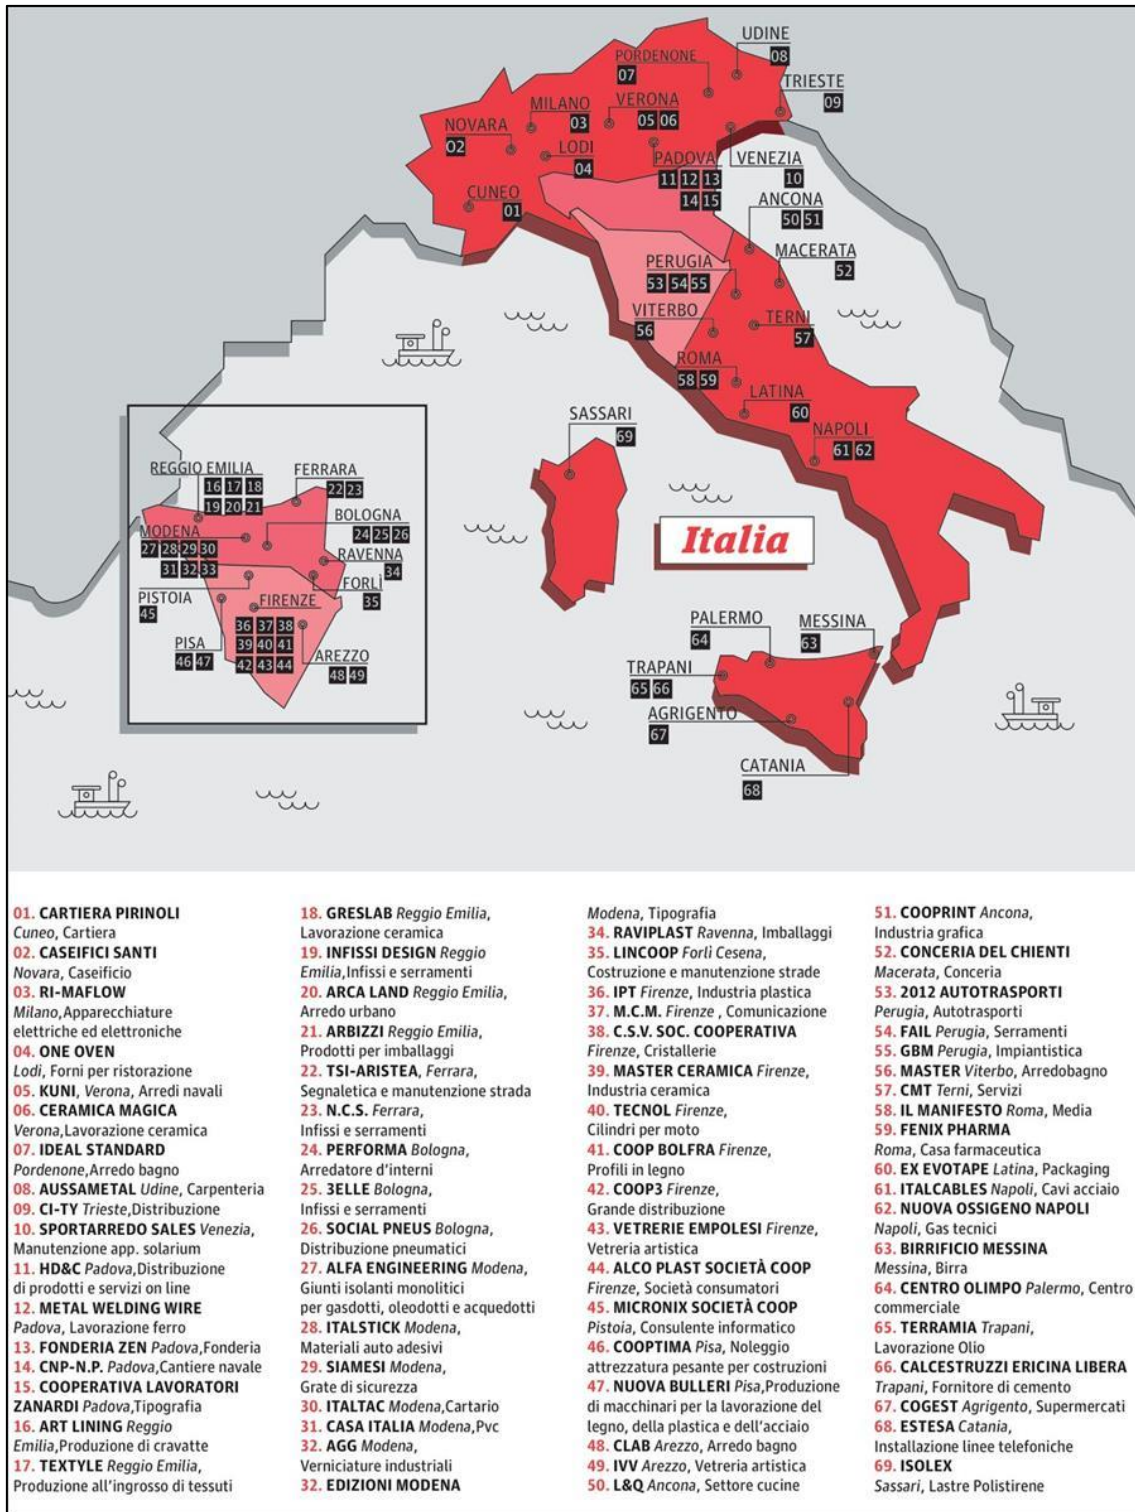 UDINE
08
PORDENONE
07
TRIESTE
09
MILANO
03
VERONA
05 06
NOVARA
02
LODI
04
PADOVA
11 12 13
14 15
VENEZIA
10
CUNEO
01
ANCONA
50 51
MACERATA
52
PERUGIA
53 54 55
VITERBO
56
TERNI
57
ROMA
58 59
LATINA
60
SASSARI
69
NAPOLI
61 62
Italia
REGGIO EMILIA
16 17 18
19 20 21
FERRARA
22 23
MODENA
27 28 29 30
31 32 33
BOLOGNA
24 25 26
RAVENNA
34
FORLÌ
35
PISTOIA
45
FIRENZE
36 37 38
39 40 41
42 43 44
PISA
46 47
AREZZO
48 49
PALERMO
64
MESSINA
63
TRAPANI
65 66
AGRIGENTO
67
CATANIA
68
01. CARTIERA PIRINOLI
Cuneo, Cartiera
02. CASEIFICI SANTI
Novara, Caseificio
03. RI-MAFLOW
Milano,Apparecchiature
elettriche ed elettroniche
04. ONE OVEN
Lodi, Forni per ristorazione
05. KUNI, Verona, Arredi navali
06. CERAMICA MAGICA
Verona,Lavorazione ceramica
07. IDEAL STANDARD
Pordenone,Arredo bagno
08. AUSSAMETAL Udine, Carpenteria
09. CI-TY Trieste,Distribuzione
10. SPORTARREDO SALES Venezia,
Manutenzione app. solarium
11. HD&C Padova,Distribuzione
di prodotti e servizi on line
12. METAL WELDING WIRE
Padova, Lavorazione ferro
13. FONDERIA ZEN Padova,Fonderia
14. CNP-N.P. Padova,Cantiere navale
15. COOPERATIVA LAVORATORI
ZANARDI Padova,Tipografia
16. ART LINING Reggio
Emilia,Produzione di cravatte
17. TEXTYLE Reggio Emilia,
Produzione all'ingrosso di tessuti
18. GRESLAB Reggio Emilia,
Lavorazione ceramica
19. INFISSI DESIGN Reggio
Emilia,Infissi e serramenti
20. ARCA LAND Reggio Emilia,
Arredo urbano
21. ARBIZZI Reggio Emilia,
Prodotti per imballaggi
22. TSI-ARISTEA, Ferrara,
Segnaletica e manutenzione strada
23. N.C.S. Ferrara,
Infissi e serramenti
24. PERFORMA Bologna,
Arredatore d'interni
25. 3ELLE Bologna,
Infissi e serramenti
26. SOCIAL PNEUS Bologna,
Distribuzione pneumatici
27. ALFA ENGINEERING Modena,
Giunti isolanti monolitici
per gasdotti, oleodotti e acquedotti
28. ITALSTICK Modena,
Materiali auto adesivi
29. SIAMESI Modena,
Grate di sicurezza
30. ITALTAC Modena,Cartario
31. CASA ITALIA Modena,Pvc
32. AGG Modena,
Verniciature industriali
32. EDIZIONI MODENA
Modena, Tipografia
34. RAVIPLAST Ravenna, Imballaggi
35. LINCOOP Forlì Cesena,
Costruzione e manutenzione strade
36. IPT Firenze, Industria plastica
37. M.C.M. Firenze , Comunicazione
38. C.S.V. SOC. COOPERATIVA
Firenze, Cristallerie
39. MASTER CERAMICA Firenze,
Industria ceramica
40. TECNOL Firenze,
Cilindri per moto
41. COOP BOLFRA Firenze,
Profili in legno
42. COOP3 Firenze,
Grande distribuzione
43. VETRERIE EMPOLESI Firenze,
Vetreria artistica
44. ALCO PLAST SOCIETÀ COOP
Firenze, Società consumatori
45. MICRONIX SOCIETÀ COOP
Pistoia, Consulente informatico
46. COOPTIMA Pisa, Noleggio
attrezzatura pesante per costruzioni
47. NUOVA BULLERI Pisa,Produzione
di macchinari per la lavorazione del
legno, della plastica e dell'acciaio
48. CLAB Arezzo, Arredo bagno
49. IVV Arezzo, Vetreria artistica
50. L&Q Ancona, Settore cucine
51. COOPRINT Ancona,
Industria grafica
52. CONCERIA DEL CHIENTI
Macerata, Conceria
53. 2012 AUTOTRASPORTI
Perugia, Autotrasporti
54. FAIL Perugia, Serramenti
55. GBM Perugia, Impiantistica
56. MASTER Viterbo, Arredobagno
57. CMT Terni, Servizi
58. IL MANIFESTO Roma, Media
59. FENIX PHARMA
Roma, Casa farmaceutica
60. EX EVOTAPE Latina, Packaging
61. ITALCABLES Napoli, Cavi acciaio
62. NUOVA OSSIGENO NAPOLI
Napoli, Gas tecnici
63. BIRRIFICIO MESSINA
Messina, Birra
64. CENTRO OLIMPO Palermo, Centro
commerciale
65. TERRAMIA Trapani,
Lavorazione Olio
66. CALCESTRUZZI ERICINA LIBERA
Trapani, Fornitore di cemento
67. COGEST Agrigento, Supermercati
68. ESTESA Catania,
Installazione linee telefoniche
69. ISOLEX
Sassari, Lastre Polistirene